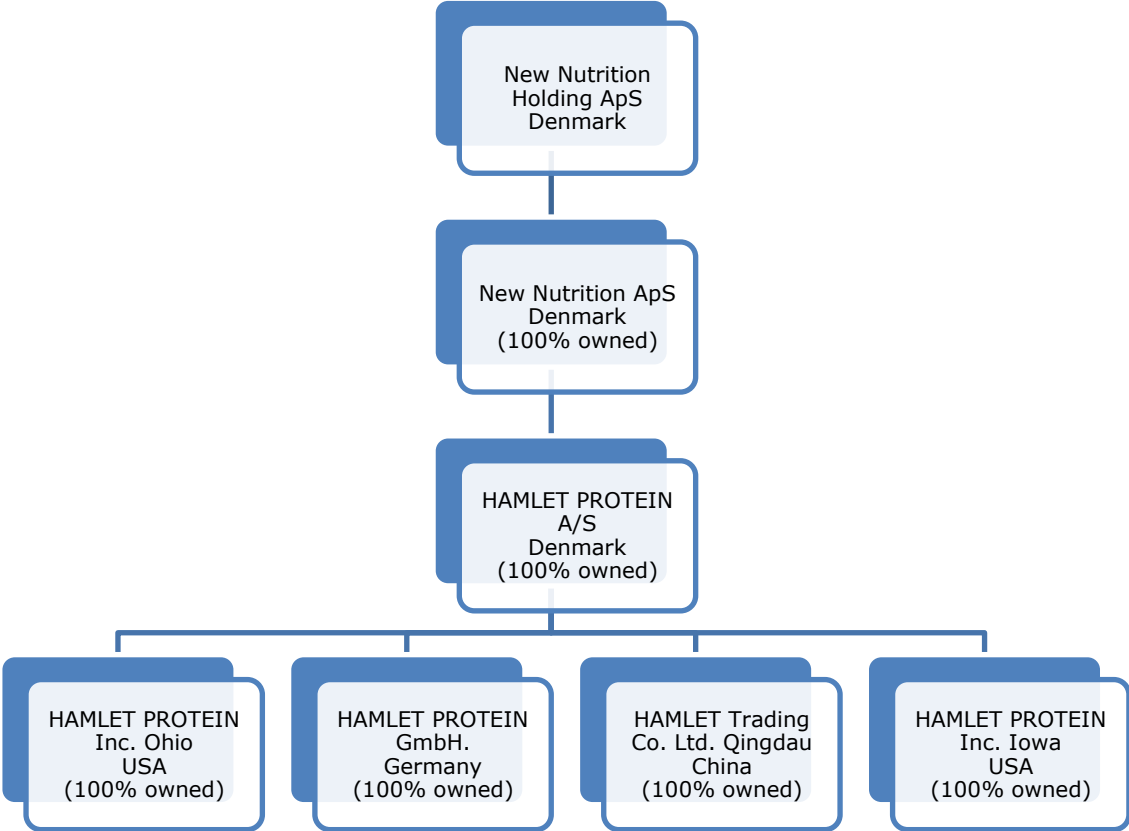 New Nutrition
Holding ApS
Denmark
New Nutrition ApS
Denmark
(100% owned)
HAMLET PROTEIN
A/S
Denmark
(100% owned)
HAMLET PROTEIN
Inc. Ohio
USA
(100% owned)
HAMLET PROTEIN
GmbH.
Germany
(100% owned)
HAMLET Trading
Co. Ltd. Qingdau
China
(100% owned)
HAMLET PROTEIN
Inc. Iowa
USA
(100% owned)